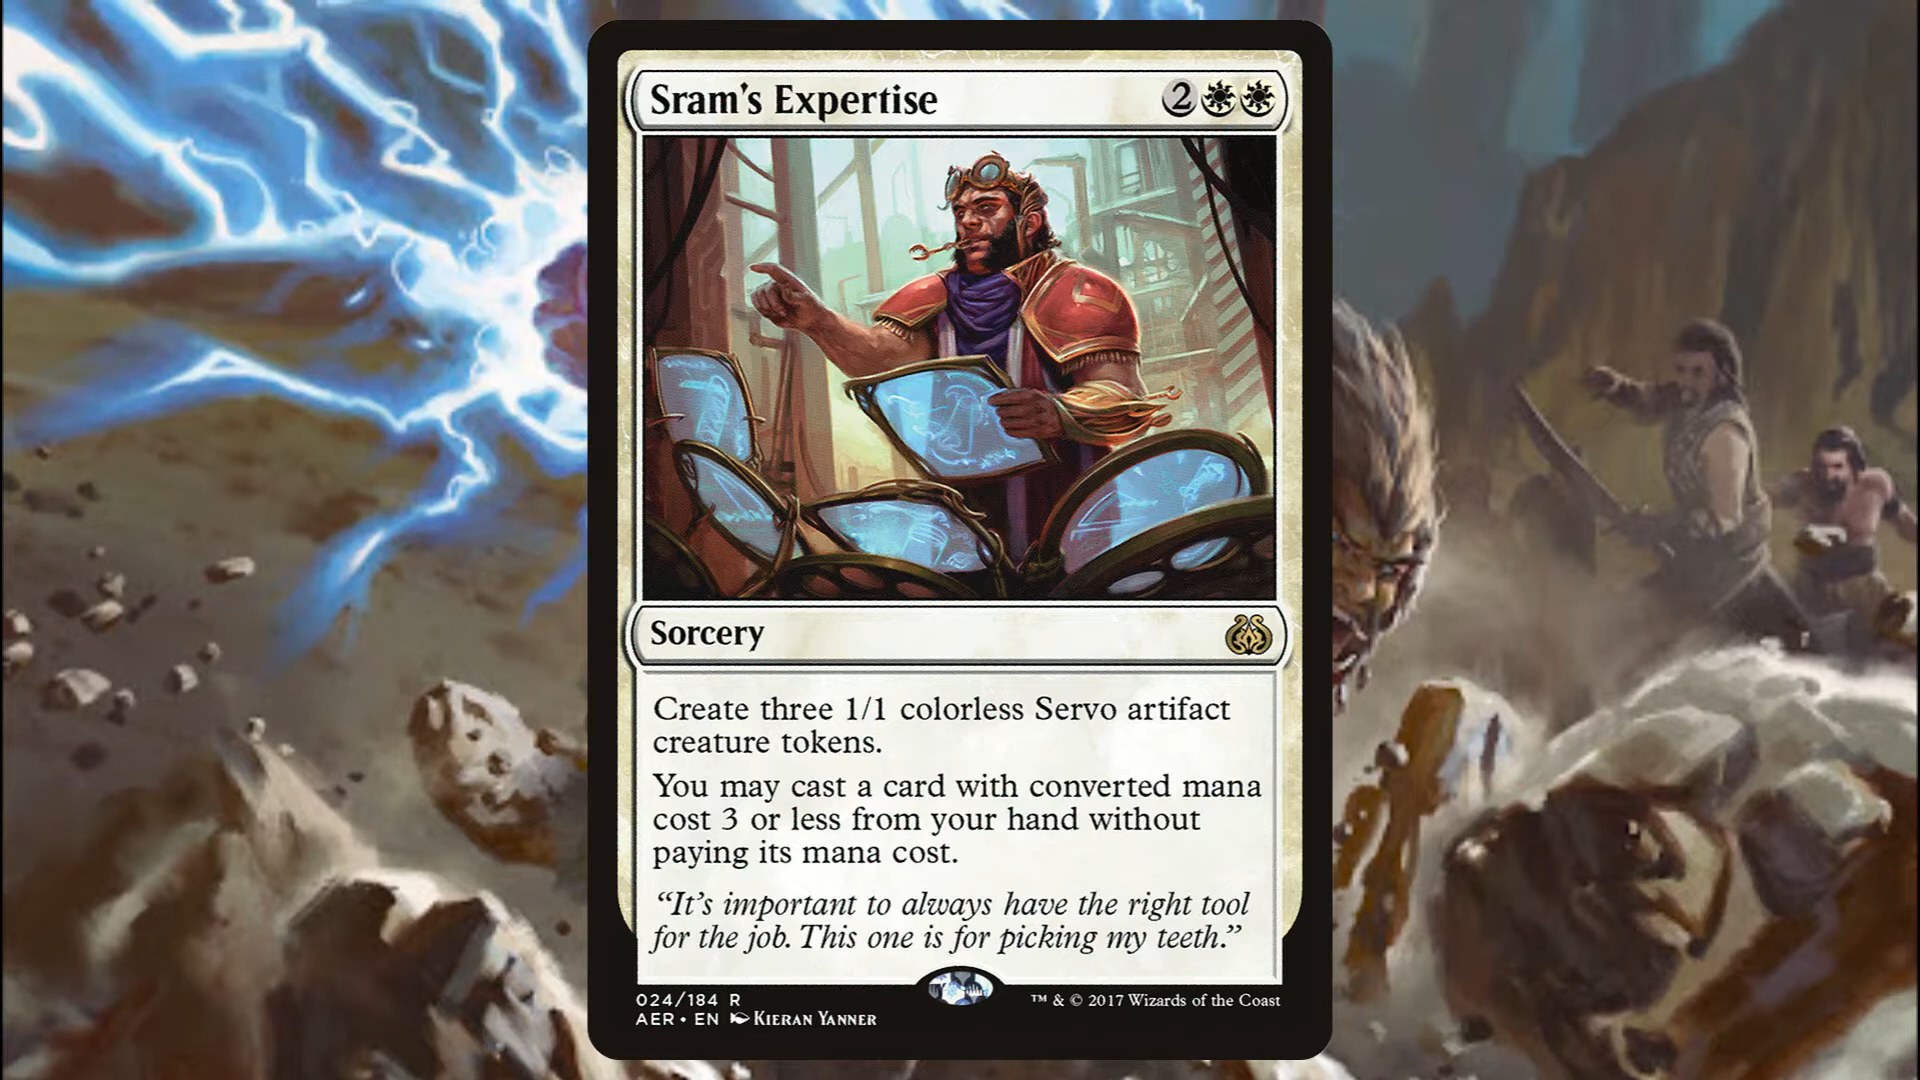 Sram's Expertise 2
Sorcery
Create three 1/1 colorless Servo artifact
creature tokens.
You may cast a card with converted mana
cost 3 or less from your hand without
paying its mana cost.
“It’s important to always have the right tool
for the job. This one is for picking my teeth.”
024/184 R
AER • EN KIERAN YANNER
™ & © 2017 Wizards of the Coast